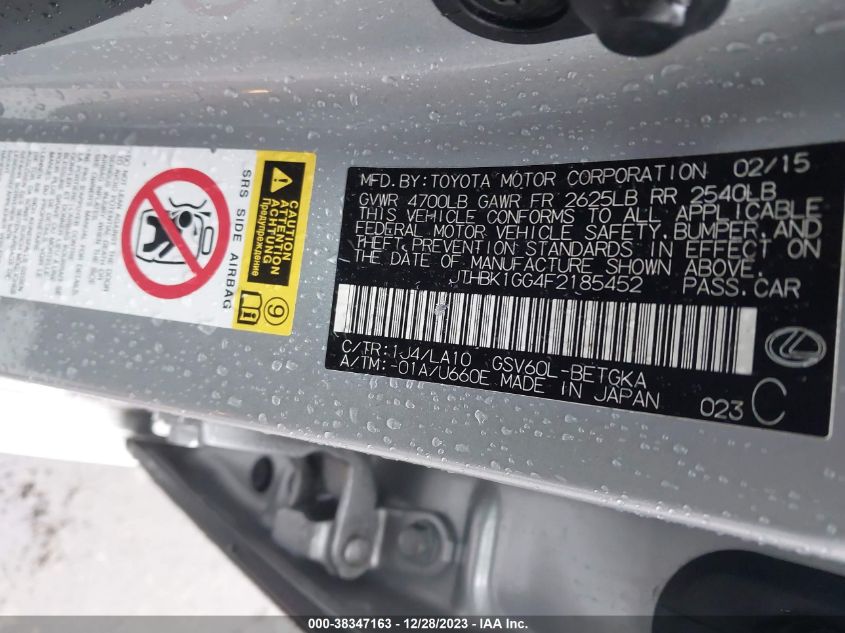 MFD.BY:TOYOTA MOTOR CORPORATION 02/15
GVWR 4700LB GAWR FR 2625LB RR 2540LB
THIS VEHICLE CONFORMS TO ALL APPLICABLE
FEDERAL MOTOR VEHICLE SAFETY, BUMPER, AND
THEFT PREVENTION STANDARDS IN EFFECT ON
THE DATE OF MANUFACTURE SHOWN ABOVE.
JTHBK1GG4F2185452 PASS.CAR
C/TR:1J4/LA10 GSV60L-BETGKA
A/TM:-01A/U660E MADE IN JAPAN
023 C
CAUTION
ATTENTION
ACHTUNG
Предупреждение
SRS SIDE AIRBAG
9
000-38347163 - 12/28/2023 - IAA Inc.